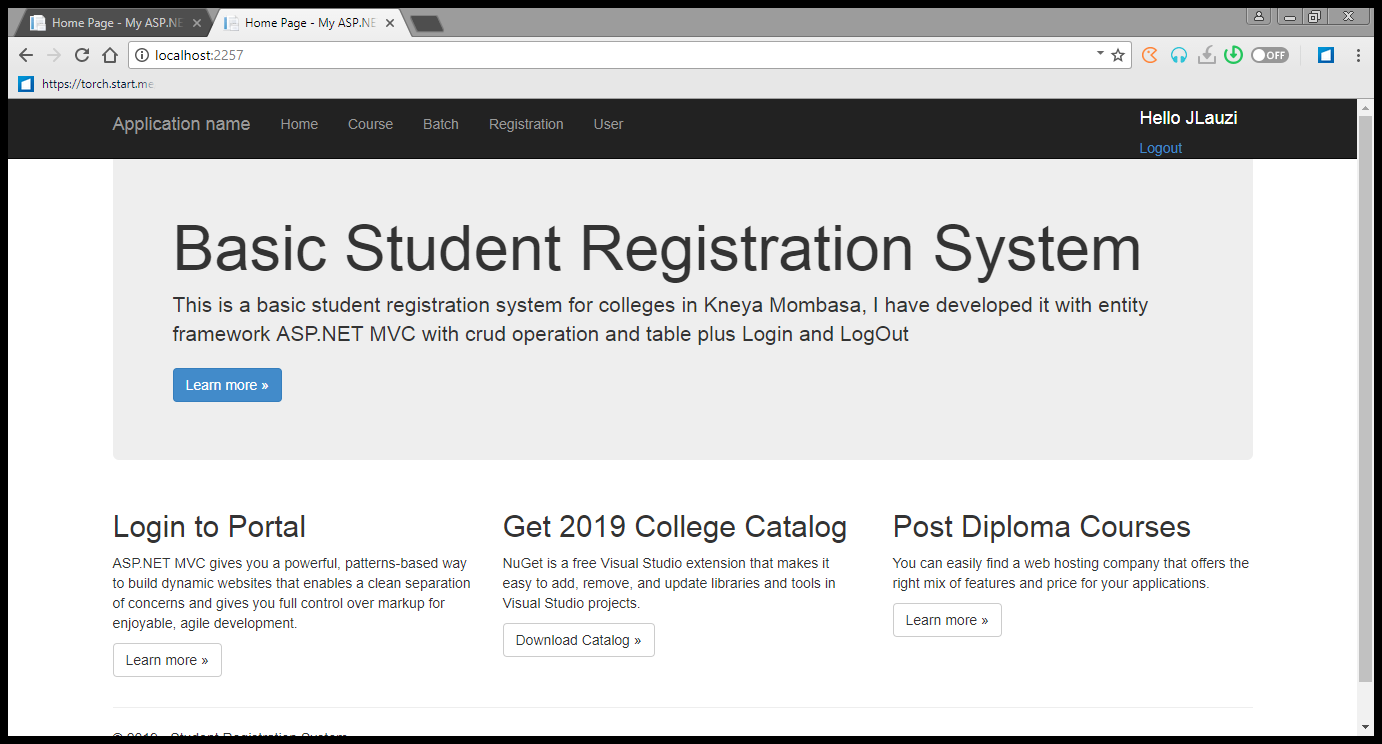 Home Page - My ASP.NE
Home Page - My ASP.NE
localhost:2257
OFF
https://torch.start.me
Application name
Home
Course
Batch
Registration
User
Hello JLauzi
Logout
Basic Student Registration System
This is a basic student registration system for colleges in Kneya Mombasa, I have developed it with entity
framework ASP.NET MVC with crud operation and table plus Login and LogOut
Learn more »
Login to Portal
ASP.NET MVC gives you a powerful, patterns-based way
to build dynamic websites that enables a clean separation
of concerns and gives you full control over markup for
enjoyable, agile development.
Learn more »
Get 2019 College Catalog
NuGet is a free Visual Studio extension that makes it
easy to add, remove, and update libraries and tools in
Visual Studio projects.
Download Catalog »
Post Diploma Courses
You can easily find a web hosting company that offers the
right mix of features and price for your applications.
Learn more »
© 2019 - Student Registration System